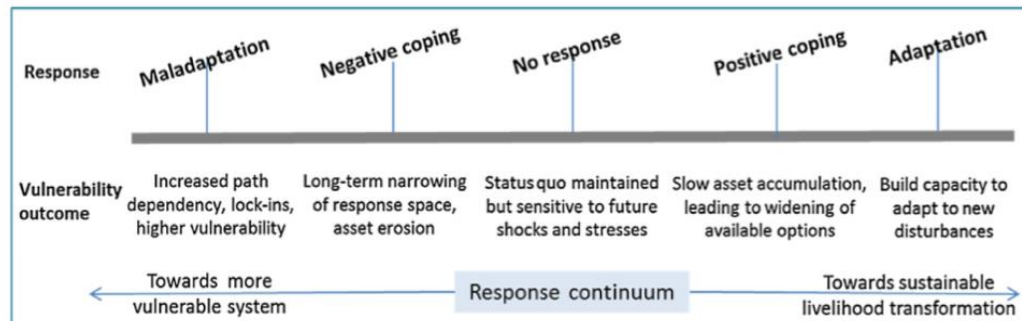 Response
Maladaptation
Negative coping
No response
Positive coping
Adaptation
Vulnerability
outcome
Increased path
dependency, lock-ins,
higher vulnerability
Long-term narrowing
of response space,
asset erosion
Status quo maintained
but sensitive to future
shocks and stresses
Slow asset accumulation,
leading to widening of
available options
Build capacity to
adapt to new
disturbances
Towards more
vulnerable system
Response continuum
Towards sustainable
livelihood transformation